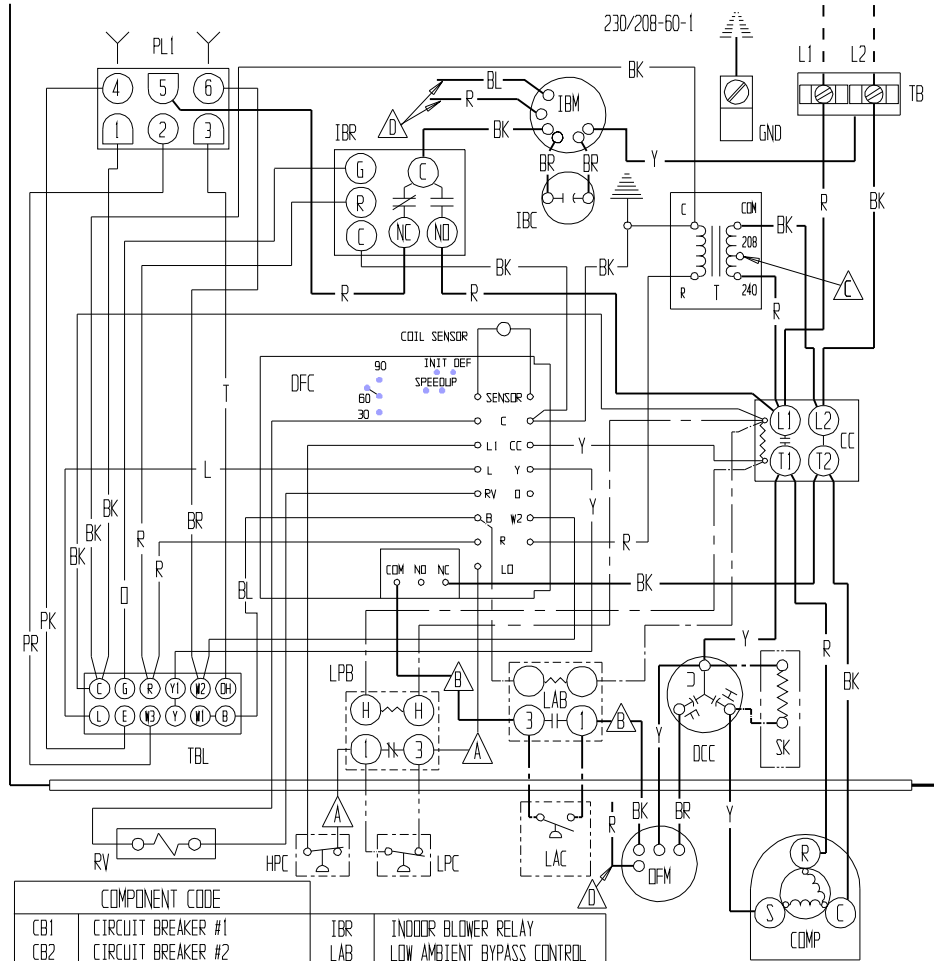 230/208-60-1
PL1
L1 L2
BK
4 5 6
BL
IBM
TB
R
D
GND
1 2 3
IBR
BK
Y
G
C
BR BR
R
BK
R
IBC
C COM
BK
C NC NO
208
BK
BK
C
R
R
R T 240
R
COIL SENSOR
INIT DEF
90
DFC
SPEEDUP
T
60
SENSOR
30
C
L1 L2
CC
L1 CC
Y
L
L Y
T1 T2
RV O
BK
Y
BK
R
BR
B W2
BK
R
R
R
COM NO NC
LO
BK
O
BL
PK
PR
Y
R
LPB
B
BK
C G R Y1 W2 OH
H H
LAB
C
H H
L E W3 Y W1 B
3 1
B
SK
TBL
1 3
A
Y
OCC
A
BK BR
R
Y
RV
HPC
LPC
LAC
OFM
R
D
S C
COMP
COMPONENT CODE
CB1 CIRCUIT BREAKER #1 IBR INDOOR BLOWER RELAY
CB2 CIRCUIT BREAKER #2 LAB LOW AMBIENT BYPASS CONTROL